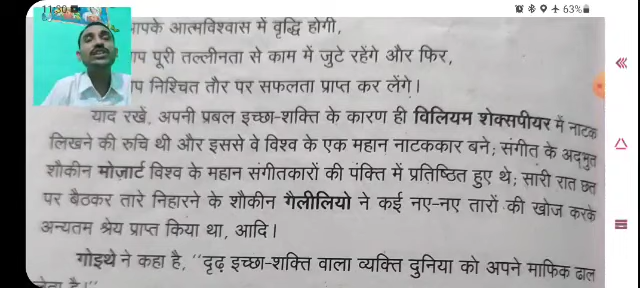 11:30 63%
आपके आत्मविश्वास में वृद्धि होगी,
आप पूरी तल्लीनता से काम में जुटे रहेंगे और फिर,
निश्चित तौर पर सफलता प्राप्त कर लेंगे।
याद रखें, अपनी प्रबल इच्छा-शक्ति के कारण ही विलियम शेक्सपीयर में नाटक
लिखने की रुचि थी और इससे वे विश्व के एक महान नाटककार बने; संगीत के अद्भुत
शौकीन मोज़ार्ट विश्व के महान संगीतकारों की पंक्ति में प्रतिष्ठित हुए थे; सारी रात छत
पर बैठकर तारे निहारने के शौकीन गैलीलियो ने कई नए-नए तारों की खोज करके
अन्यतम श्रेय प्राप्त किया था, आदि।
गोइथे ने कहा है, “दृढ़ इच्छा-शक्ति वाला व्यक्ति दुनिया को अपने माफिक ढाल
है।”